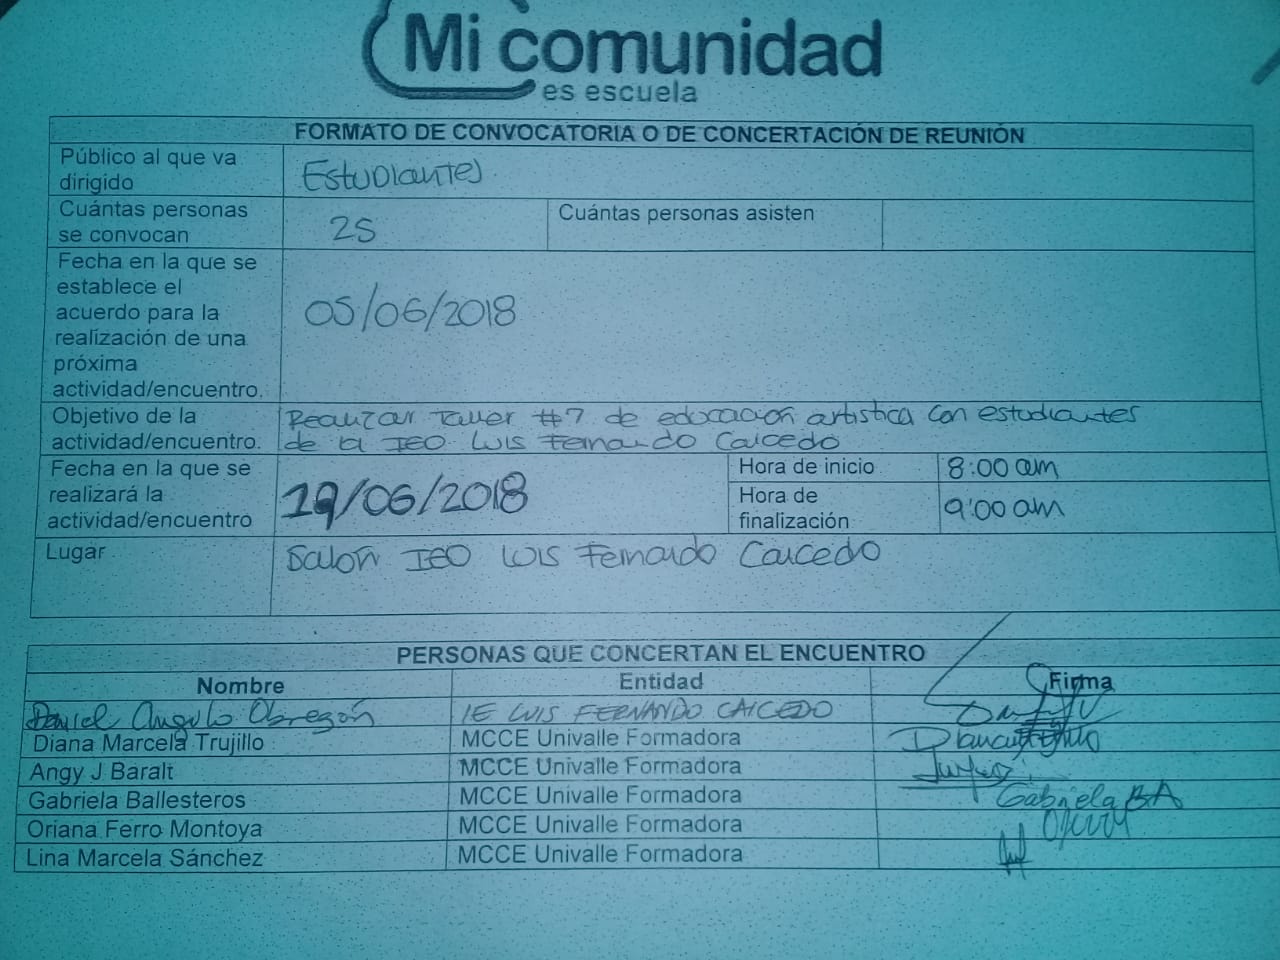 Mi comunidad
es escuela
FORMATO DE CONVOCATORIA O DE CONCERTACIÓN DE REUNIÓN
Público al que va
dirigido
Estudiantes
Cuántas personas
se convocan
25
Cuántas personas asisten
Fecha en la que se
establece el
acuerdo para la
realización de una
próxima
actividad/encuentro.
05/06/2018
Objetivo de la
actividad/encuentro.
Realizar Taller #7 de educación artistica con estudiantes
de la IEO Luis Fernando Caicedo
Fecha en la que se
realizará la
actividad/encuentro
19/06/2018
Hora de inicio
8:00 am
Hora de
finalización
9:00 am
Lugar
Salón IEO Luis Fernando Caicedo
PERSONAS QUE CONCERTAN EL ENCUENTRO
Nombre Entidad Firma
Daniel Angulo Obregón IE LUIS FERNANDO CAICEDO
Diana Marcela Trujillo MCCE Univalle Formadora
Angy J Baralt MCCE Univalle Formadora
Gabriela Ballesteros MCCE Univalle Formadora Gabriela BA
Oriana Ferro Montoya MCCE Univalle Formadora
Lina Marcela Sánchez MCCE Univalle Formadora